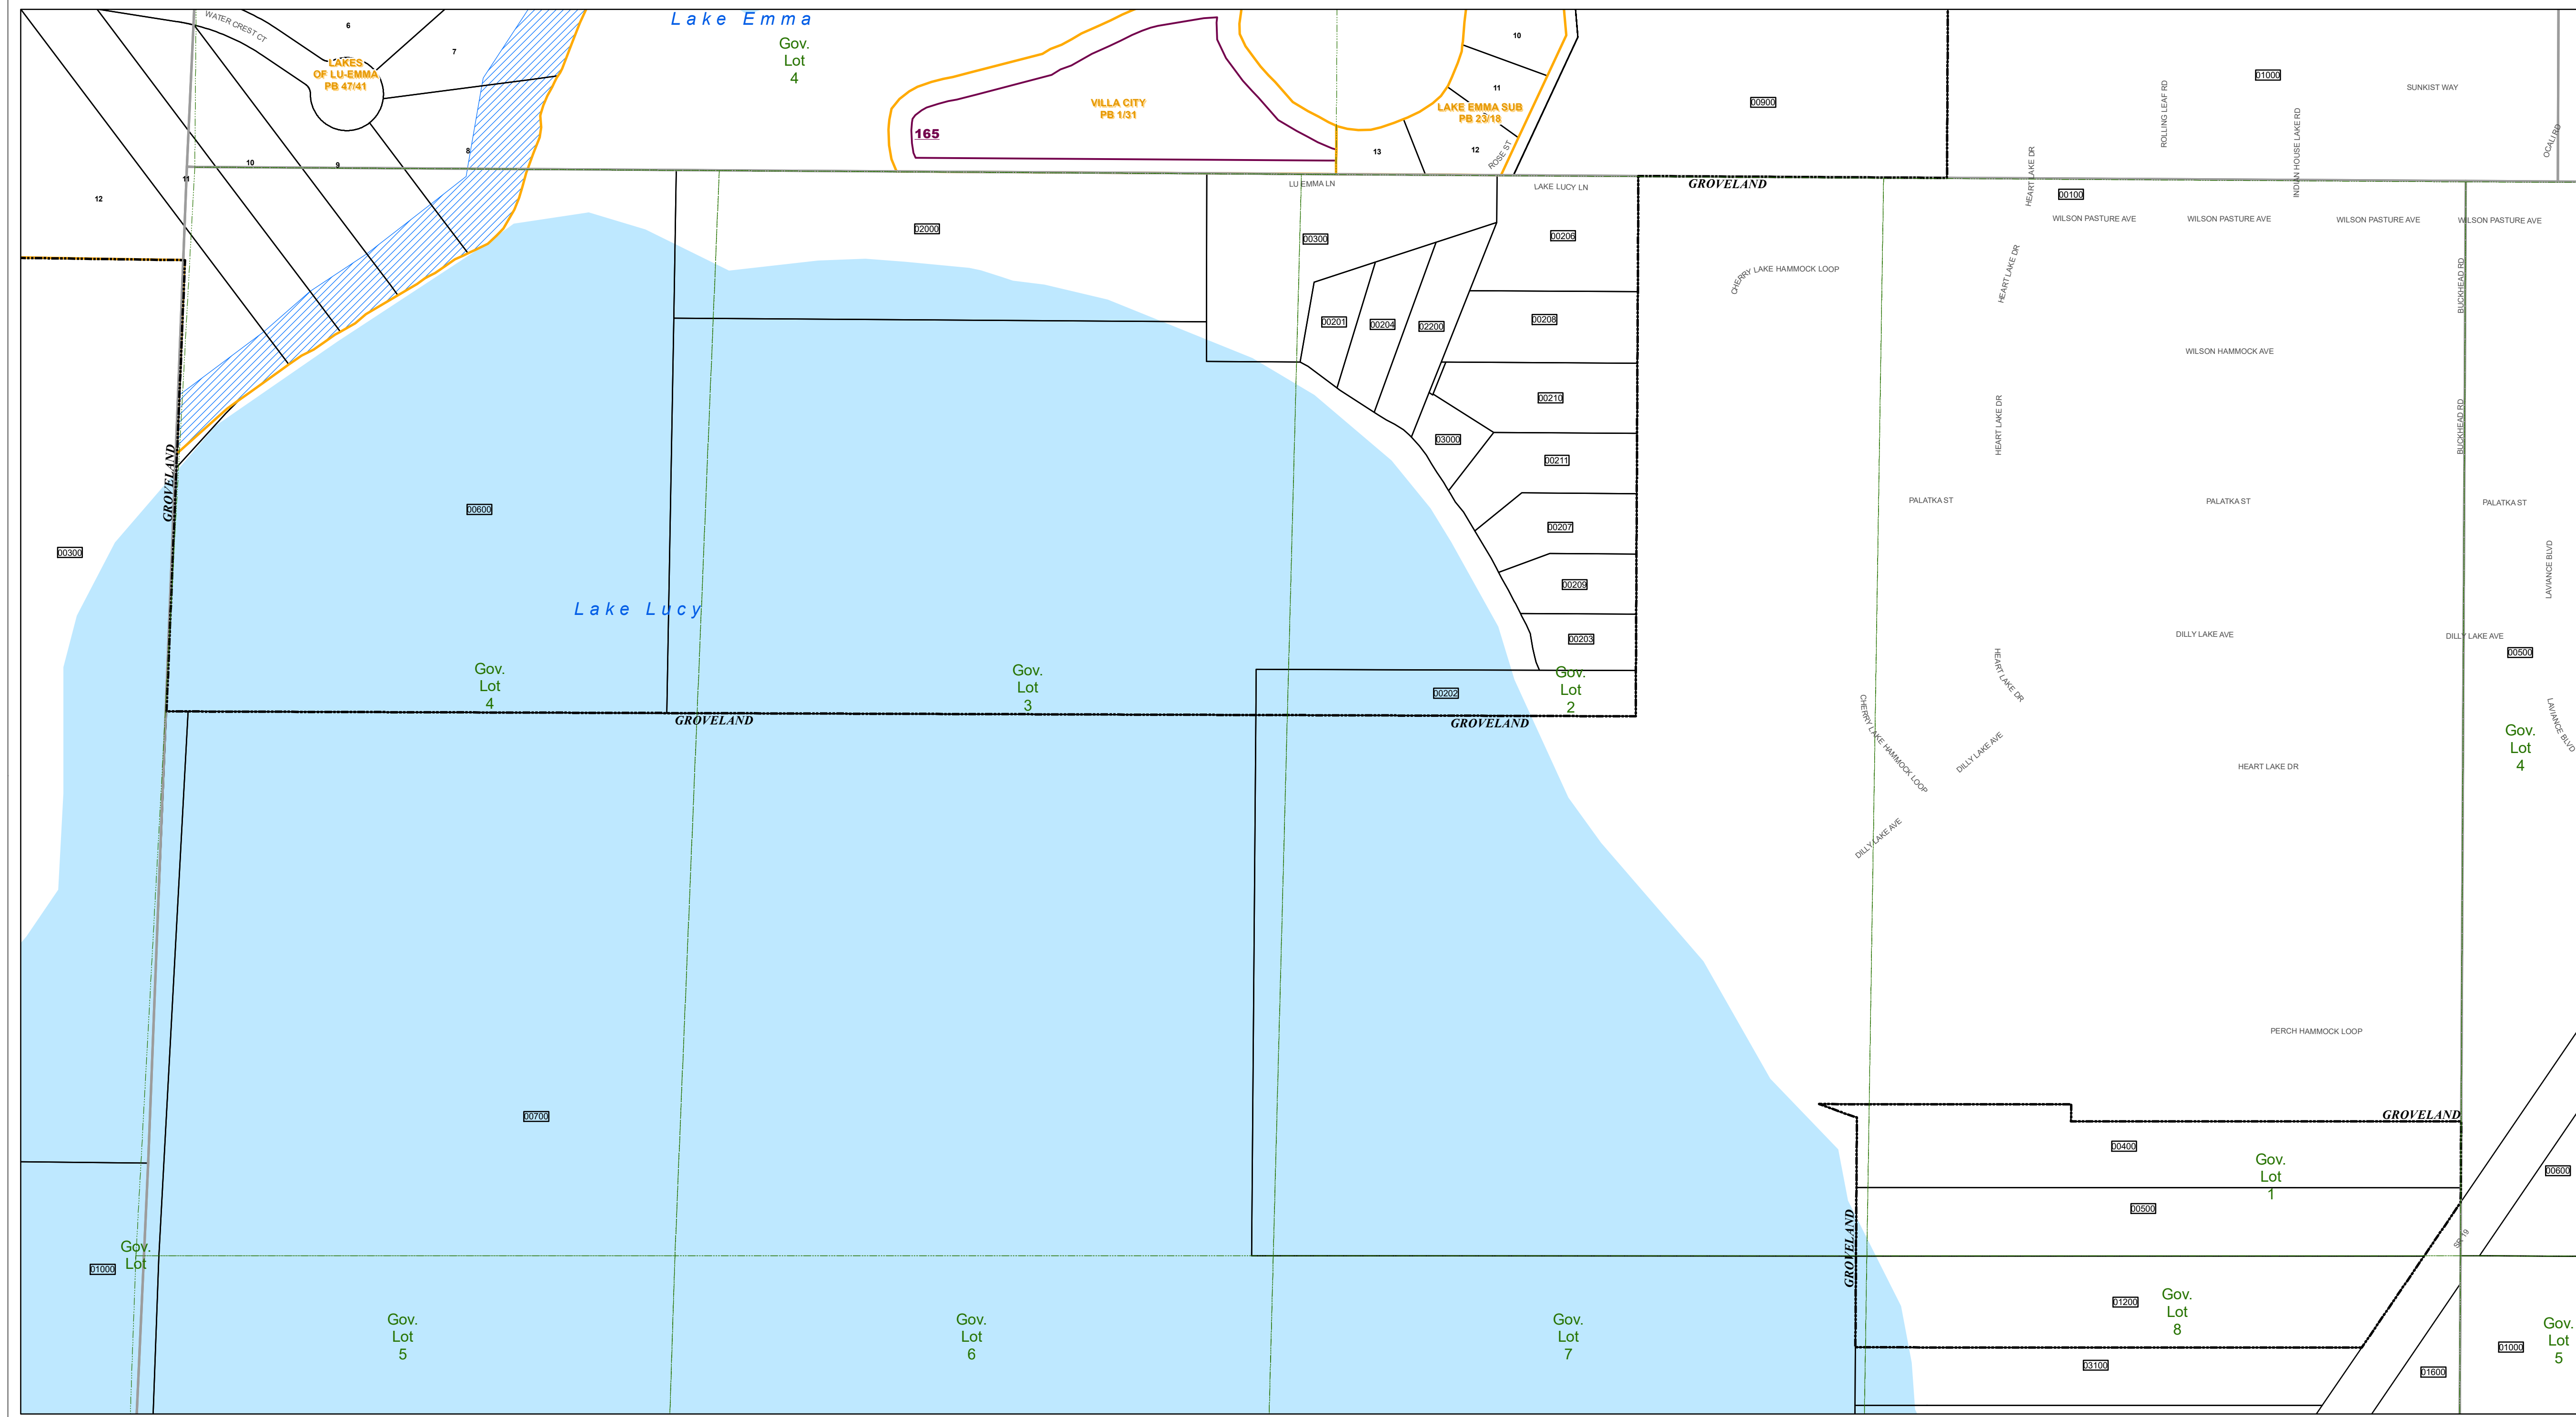 Lake Emma
WATER CREST CT
6
7
LAKES
OF LU-EMMA
PB 47/41
Gov.
Lot
4
VILLA CITY
PB 1/31
165
10
11
LAKE EMMA SUB
PB 23/18
12
13
ROSE ST
00900
01000
SUNKIST WAY
ROLLING LEAF RD
INDIAN HOUSE LAKE RD
OCALI RD
HEART LAKE DR
8
9
10
11
12
LU EMMA LN
LAKE LUCY LN
GROVELAND
00100
WILSON PASTURE AVE
WILSON PASTURE AVE
WILSON PASTURE AVE
WILSON PASTURE AVE
02000
00300
00206
CHERRY LAKE HAMMOCK LOOP
HEART LAKE DR
BUCKHEAD RD
00201
00204
02200
00208
WILSON HAMMOCK AVE
00210
HEART LAKE DR
BUCKHEAD RD
03000
00211
GROVELAND
00600
PALATKA ST
PALATKA ST
PALATKA ST
00300
00207
00209
LAVIANCE BLVD
Lake Lucy
00203
DILLY LAKE AVE
DILLY LAKE AVE
00500
HEART LAKE DR
Gov.
Lot
4
Gov.
Lot
3
00202
Gov.
Lot
2
GROVELAND
GROVELAND
CHERRY LAKE HAMMOCK LOOP
DILLY LAKE AVE
LAVIANCE BLVD
Gov.
Lot
4
HEART LAKE DR
DILLY LAKE AVE
PERCH HAMMOCK LOOP
00700
GROVELAND
00400
Gov.
Lot
1
00600
00500
GROVELAND
SR 19
Gov.
Lot
01000
01200
Gov.
Lot
8
Gov.
Lot
5
Gov.
Lot
6
Gov.
Lot
7
03100
01600
01000
Gov.
Lot
5